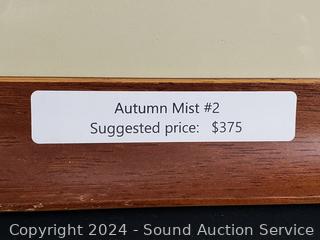 Autumn Mist #2
Suggested price: $375
Copyright 2024 - Sound Auction Service